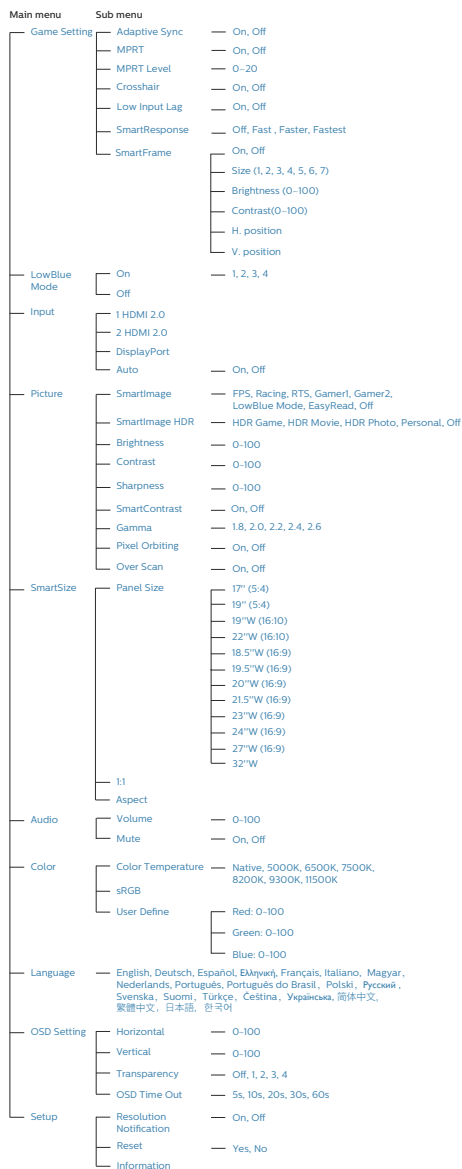 Main menu Sub menu
Game Setting Adaptive Sync On, Off
MPRT On, Off
MPRT Level 0–20
Crosshair On, Off
Low Input Lag On, Off
SmartResponse Off, Fast , Faster, Fastest
SmartFrame On, Off
Size (1, 2, 3, 4, 5, 6, 7)
Brightness (0–100)
Contrast(0–100)
H. position
V. position
LowBlue On 1, 2, 3, 4
Mode
Off
Input 1 HDMI 2.0
2 HDMI 2.0
DisplayPort
Auto On, Off
Picture SmartImage FPS, Racing, RTS, Gamer1, Gamer2,
LowBlue Mode, EasyRead, Off
SmartImage HDR HDR Game, HDR Movie, HDR Photo, Personal, Off
Brightness 0-100
Contrast 0-100
Sharpness 0-100
SmartContrast On, Off
Gamma 1.8, 2.0, 2.2, 2.4, 2.6
Pixel Orbiting On, Off
Over Scan On, Off
SmartSize Panel Size 17" (5:4)
19" (5:4)
19"W (16:10)
22"W (16:10)
18.5"W (16:9)
19.5"W (16:9)
20"W (16:9)
21.5"W (16:9)
23"W (16:9)
24"W (16:9)
27"W (16:9)
32"W
1:1
Aspect
Audio Volume 0-100
Mute On, Off
Color Color Temperature Native, 5000K, 6500K, 7500K,
8200K, 9300K, 11500K
sRGB
User Define Red: 0-100
Green: 0-100
Blue: 0-100
Language English, Deutsch, Español, Ελληνική, Français, Italiano, Magyar,
Nederlands, Português, Português do Brasil, Polski, Русский ,
Svenska, Suomi, Türkçe, Čeština, Українська, 简体中文,
繁體中文, 日本語, 한국어
OSD Setting Horizontal 0-100
Vertical 0-100
Transparency Off, 1, 2, 3, 4
OSD Time Out 5s, 10s, 20s, 30s, 60s
Setup Resolution On, Off
Notification
Reset Yes, No
Information